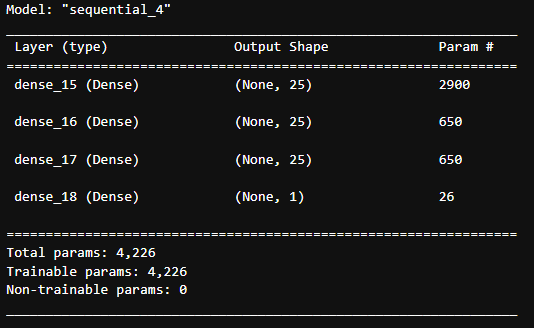 Model: "sequential_4"
_________________________________________________________________
Layer (type) Output Shape Param #
=================================================================
dense_15 (Dense) (None, 25) 2900
dense_16 (Dense) (None, 25) 650
dense_17 (Dense) (None, 25) 650
dense_18 (Dense) (None, 1) 26
=================================================================
Total params: 4,226
Trainable params: 4,226
Non-trainable params: 0
_________________________________________________________________